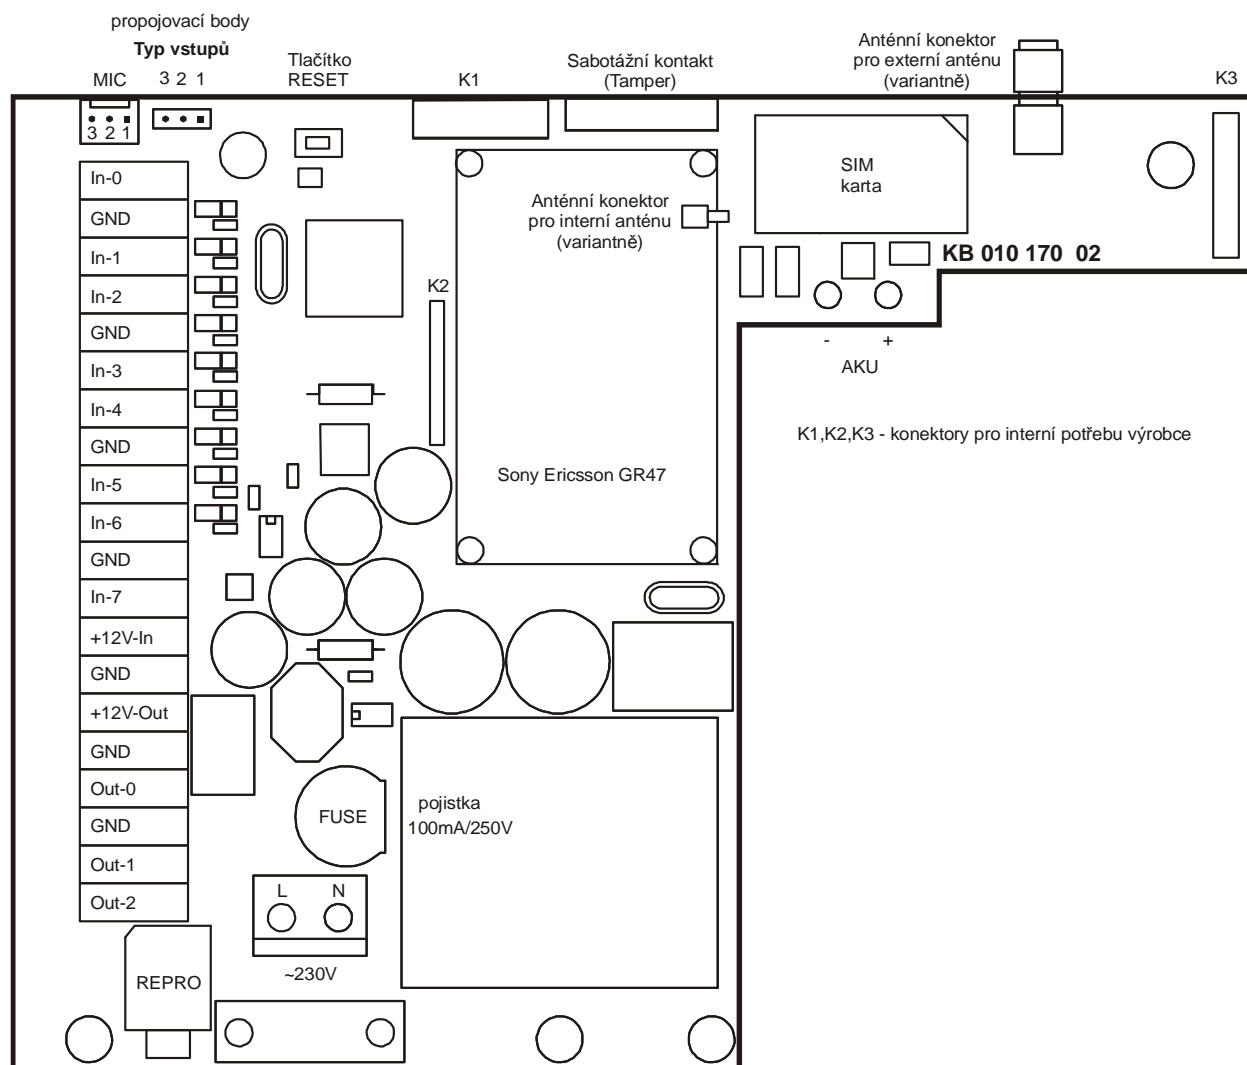 propojovací body
Typ vstupů
MIC
3 2 1
Tlačítko
RESET
K1
Sabotážní kontakt
(Tamper)
Anténní konektor
pro externí anténu
(variantně)
K3
3 2 1
In-0
GND
In-1
In-2
GND
In-3
In-4
GND
In-5
In-6
GND
In-7
+12V-In
GND
+12V-Out
GND
Out-0
GND
Out-1
Out-2
Anténní konektor
pro interní anténu
(variantně)
SIM
karta
KB 010 170 02
K2
- +
AKU
K1,K2,K3 - konektory pro interní potřebu výrobce
Sony Ericsson GR47
FUSE
pojistka
100mA/250V
L N
~230V
REPRO